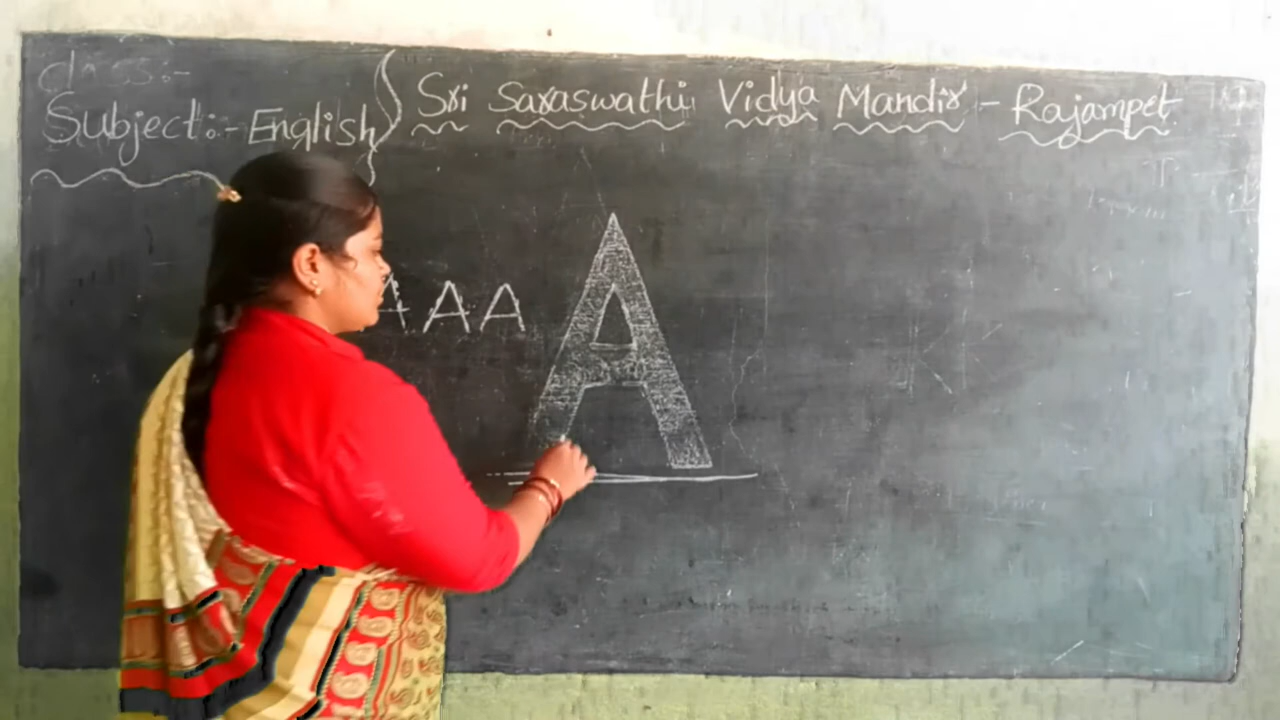 class:-
Subject:- English
Sri Saraswathi Vidya Mandir - Rajampet
A A A
A